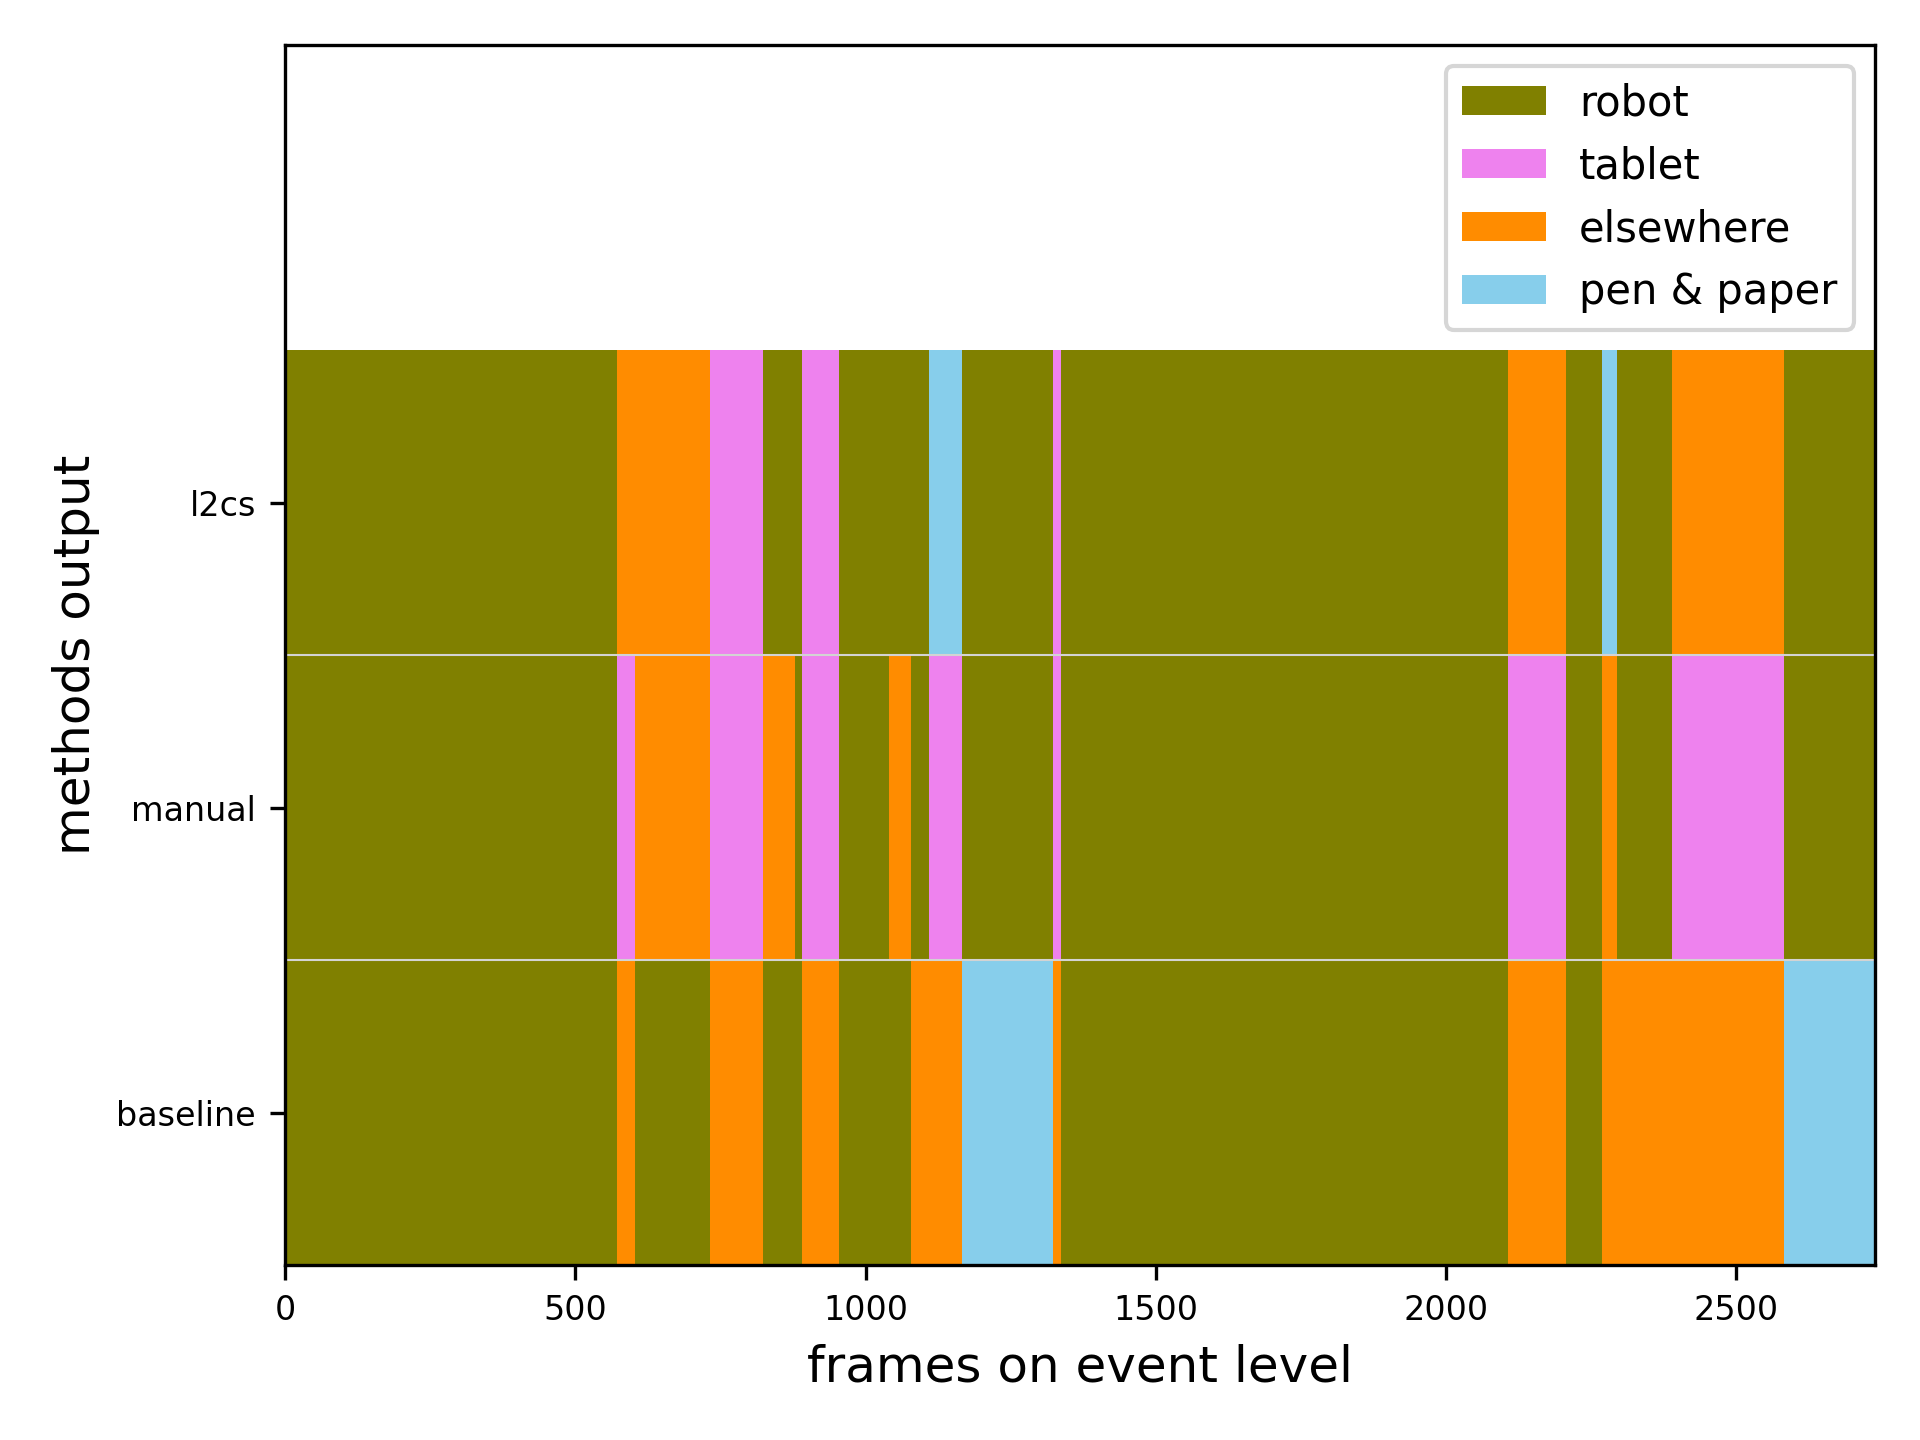 robot
tablet
elsewhere
pen & paper
methods output
l2cs
manual
baseline
0 500 1000 1500 2000 2500
frames on event level